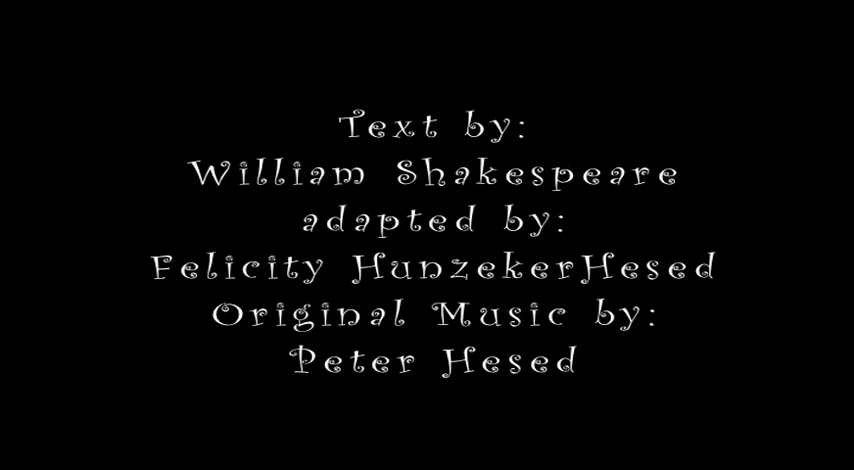 Text by:
William Shakespeare
adapted by:
Felicity HunzekerHesed
Original Music by:
Peter Hesed